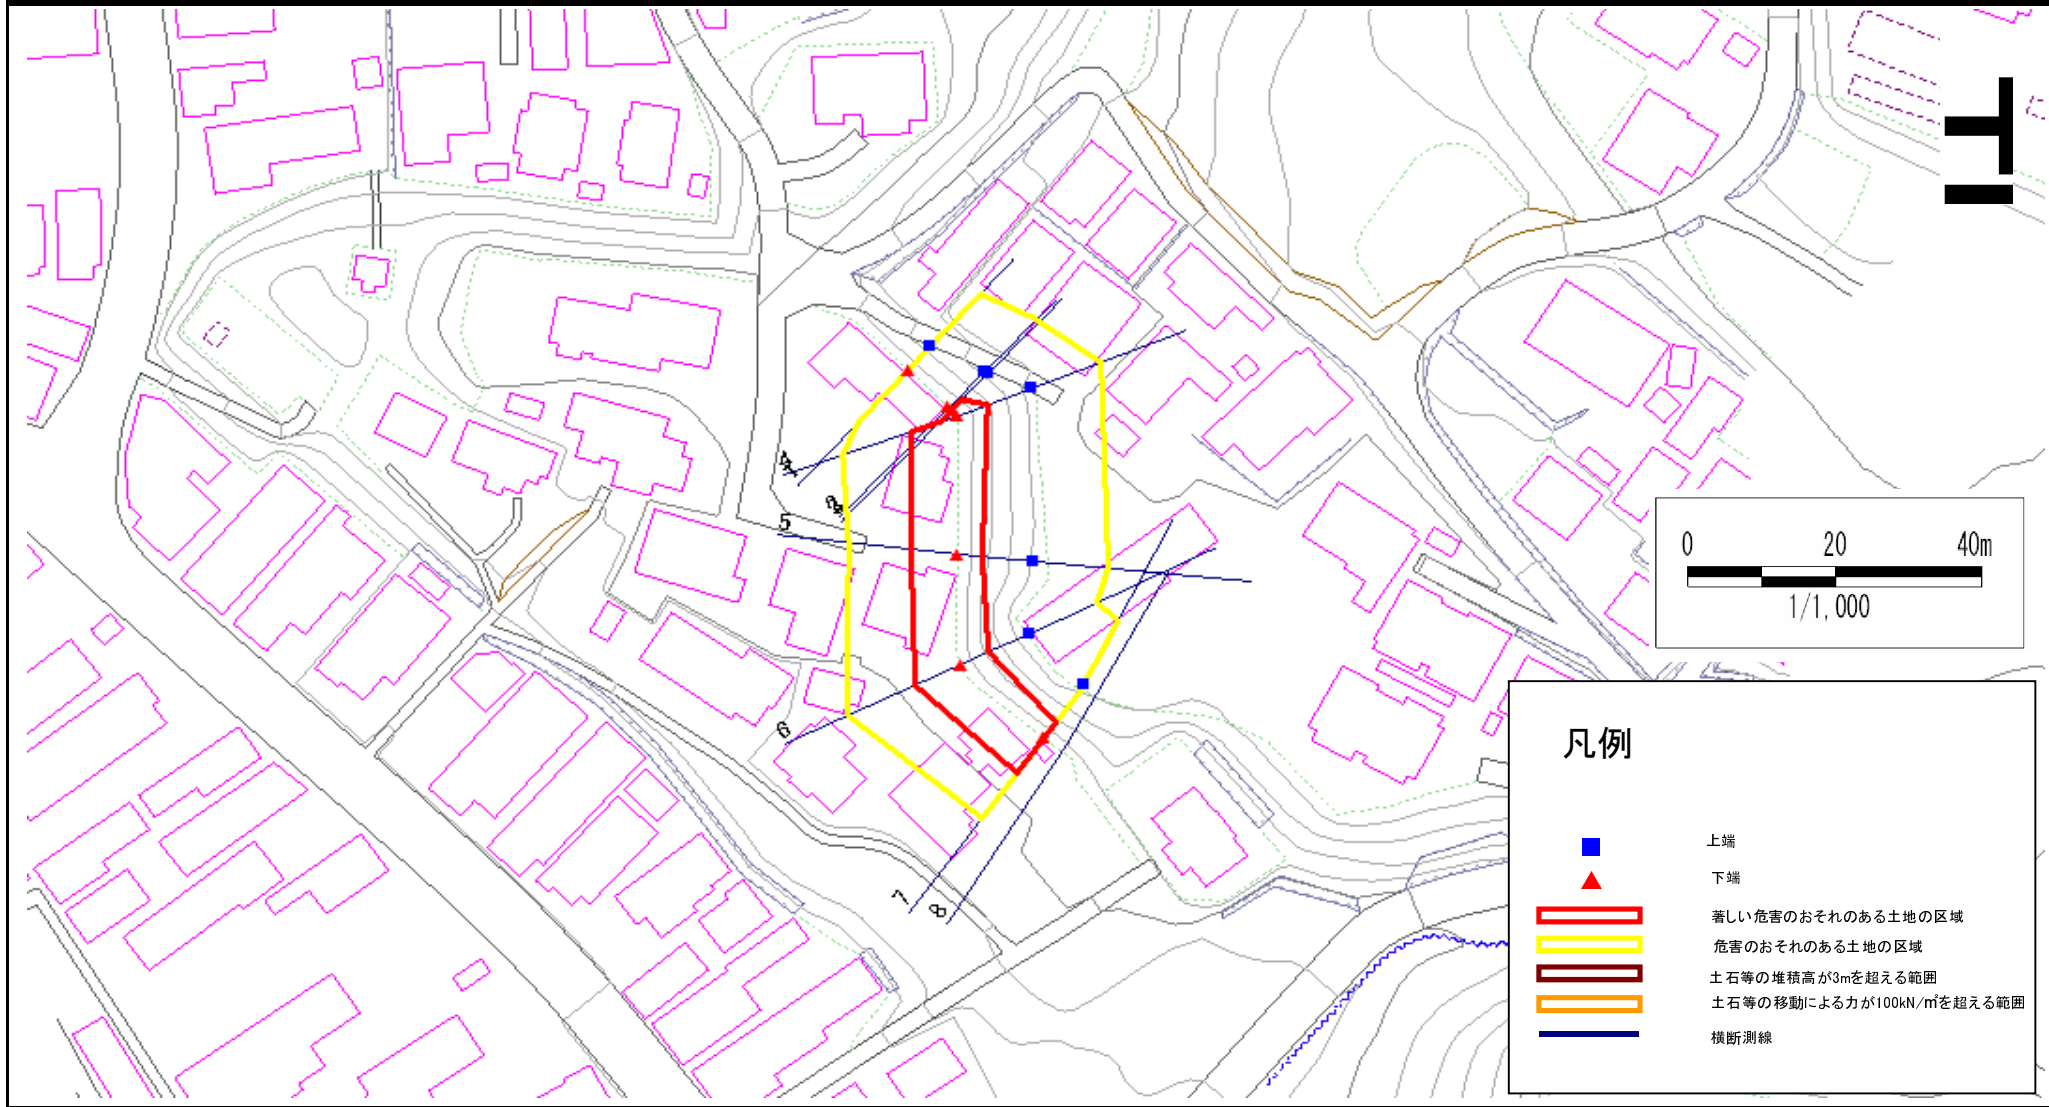 4
5
6
7
8
0 20 40m
1/1,000
凡例
上端
下端
著しい危害のおそれのある土地の区域
危害のおそれのある土地の区域
土石等の堆積高が3mを超える範囲
土石等の移動による力が100kN/㎡を超える範囲
横断測線